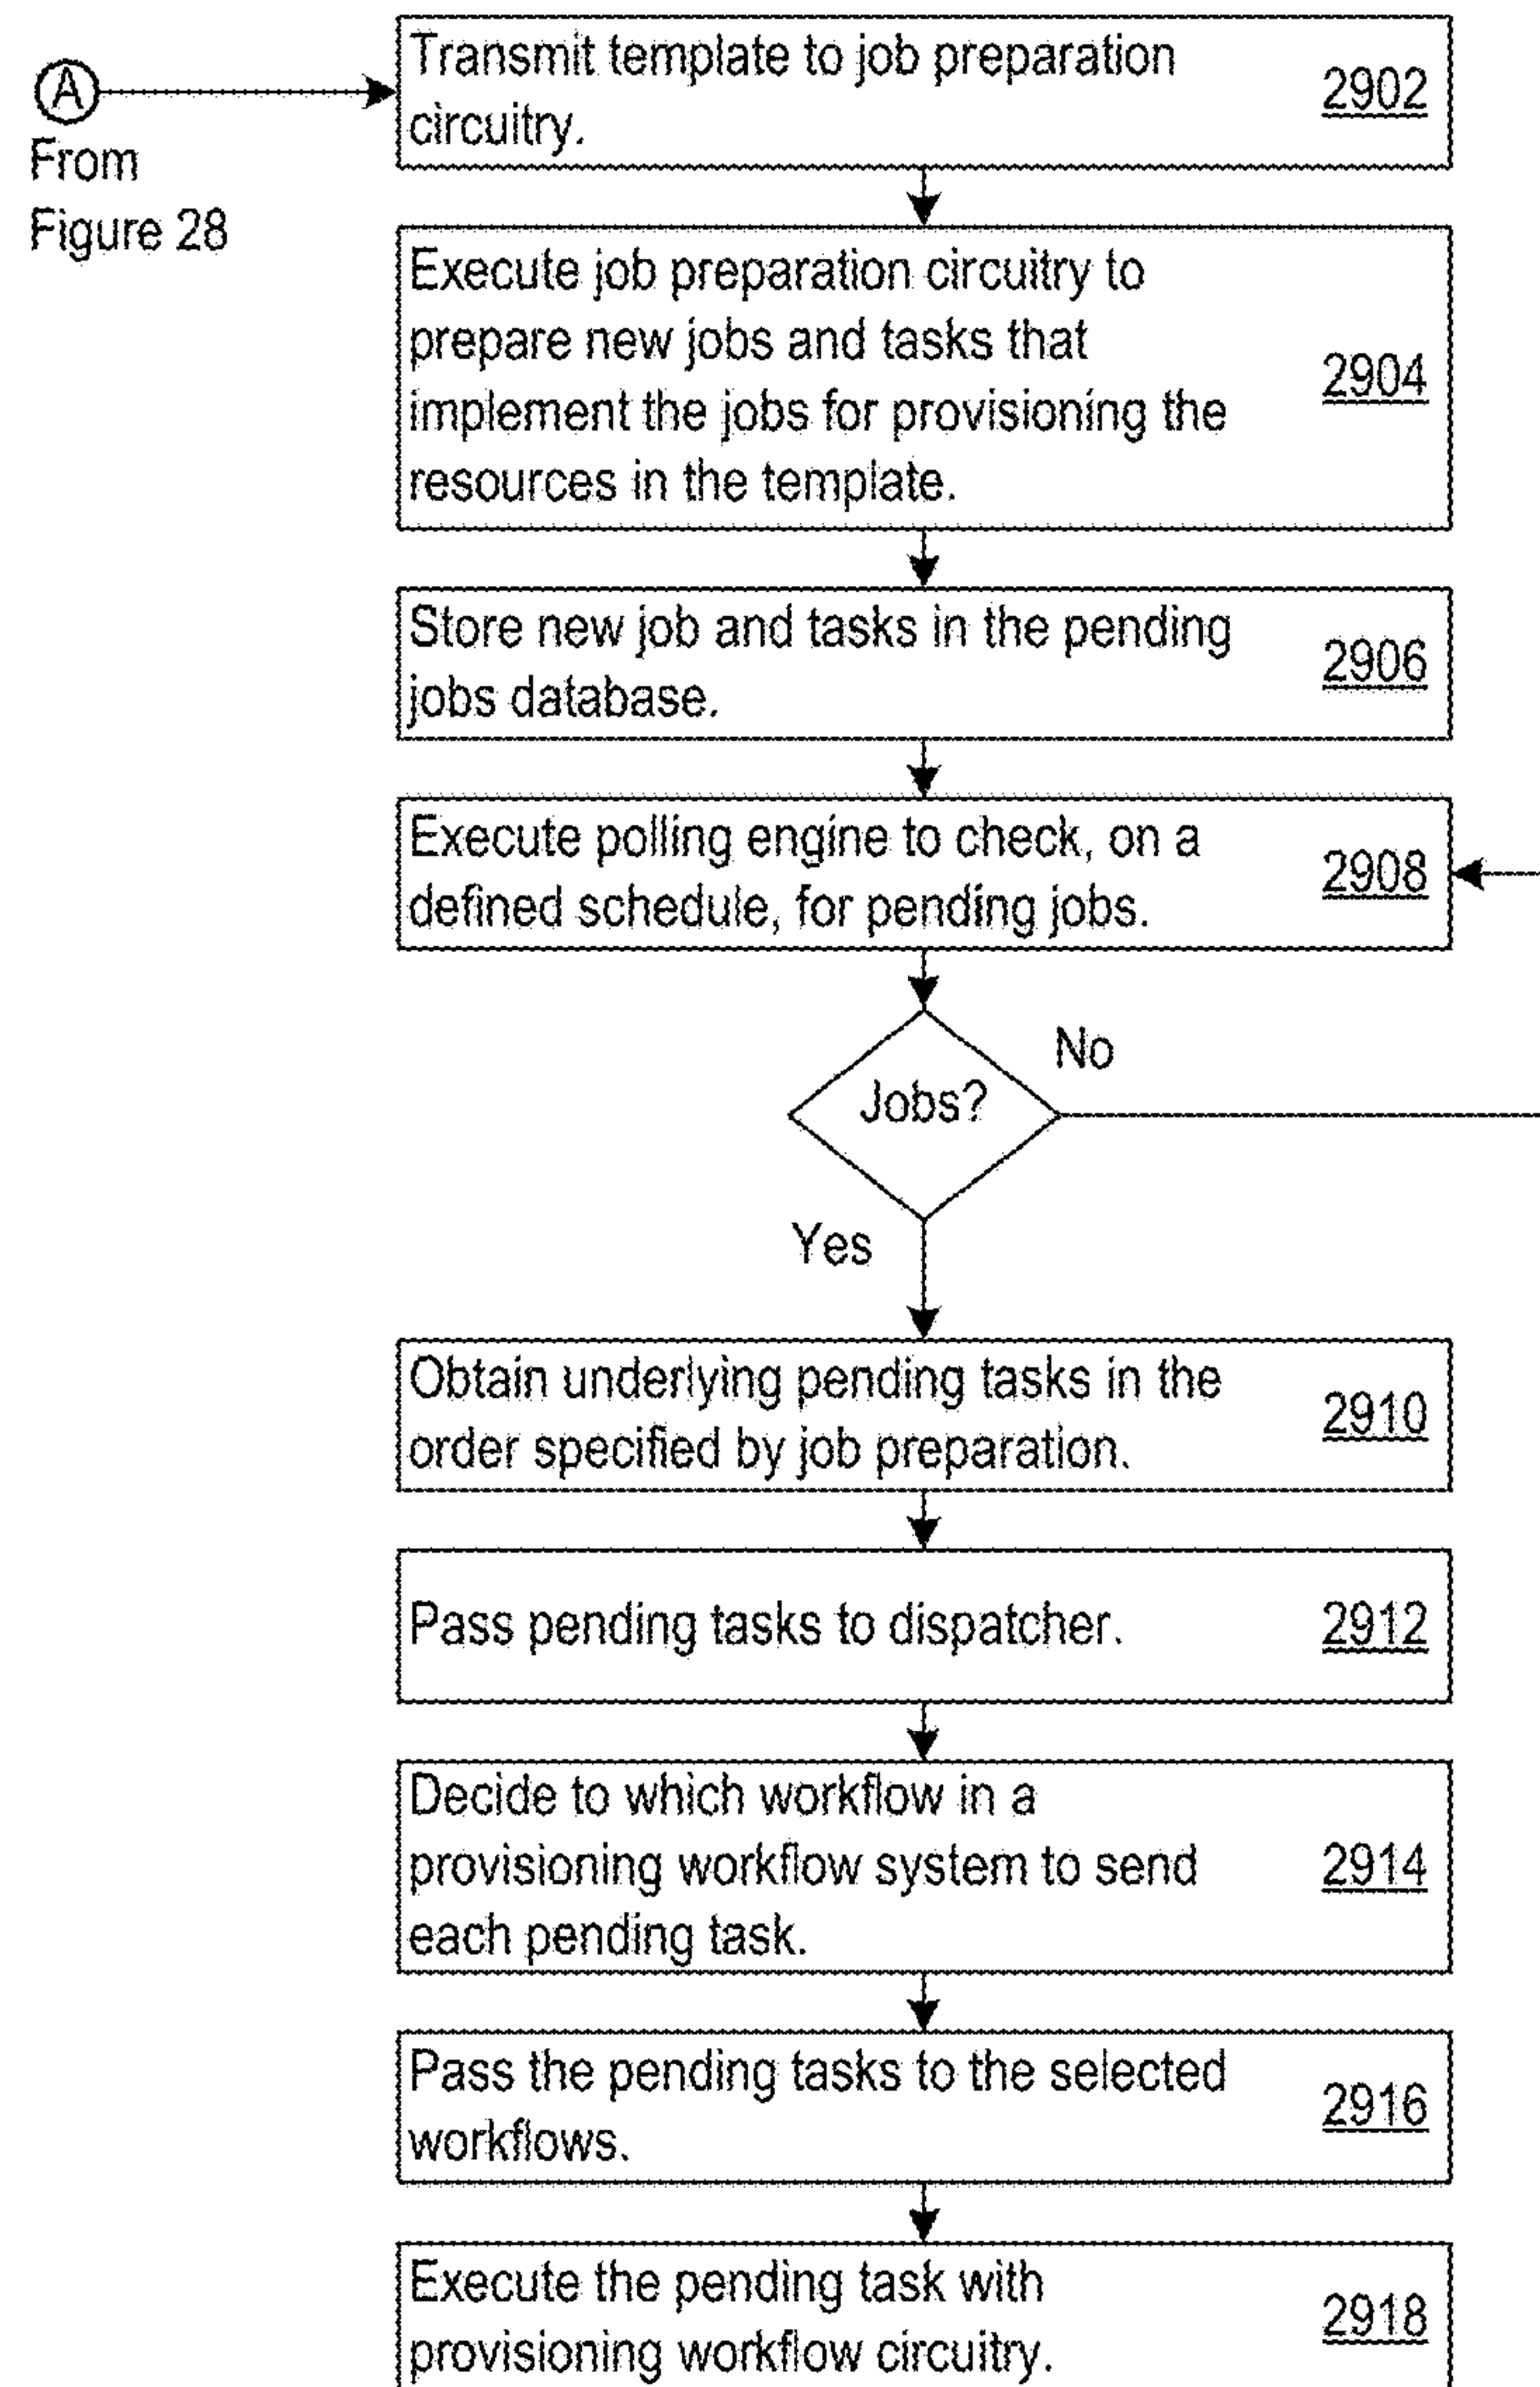 A
From
Figure 28
Transmit template to job preparation
circuitry.
2902
Execute job preparation circuitry to
prepare new jobs and tasks that
implement the jobs for provisioning the
resources in the template.
2904
Store new job and tasks in the pending
jobs database.
2906
Execute polling engine to check, on a
defined schedule, for pending jobs.
2908
Jobs?
No
Yes
Obtain underlying pending tasks in the
order specified by job preparation.
2910
Pass pending tasks to dispatcher.
2912
Decide to which workflow in a
provisioning workflow system to send
each pending task.
2914
Pass the pending tasks to the selected
workflows.
2916
Execute the pending task with
provisioning workflow circuitry.
2918